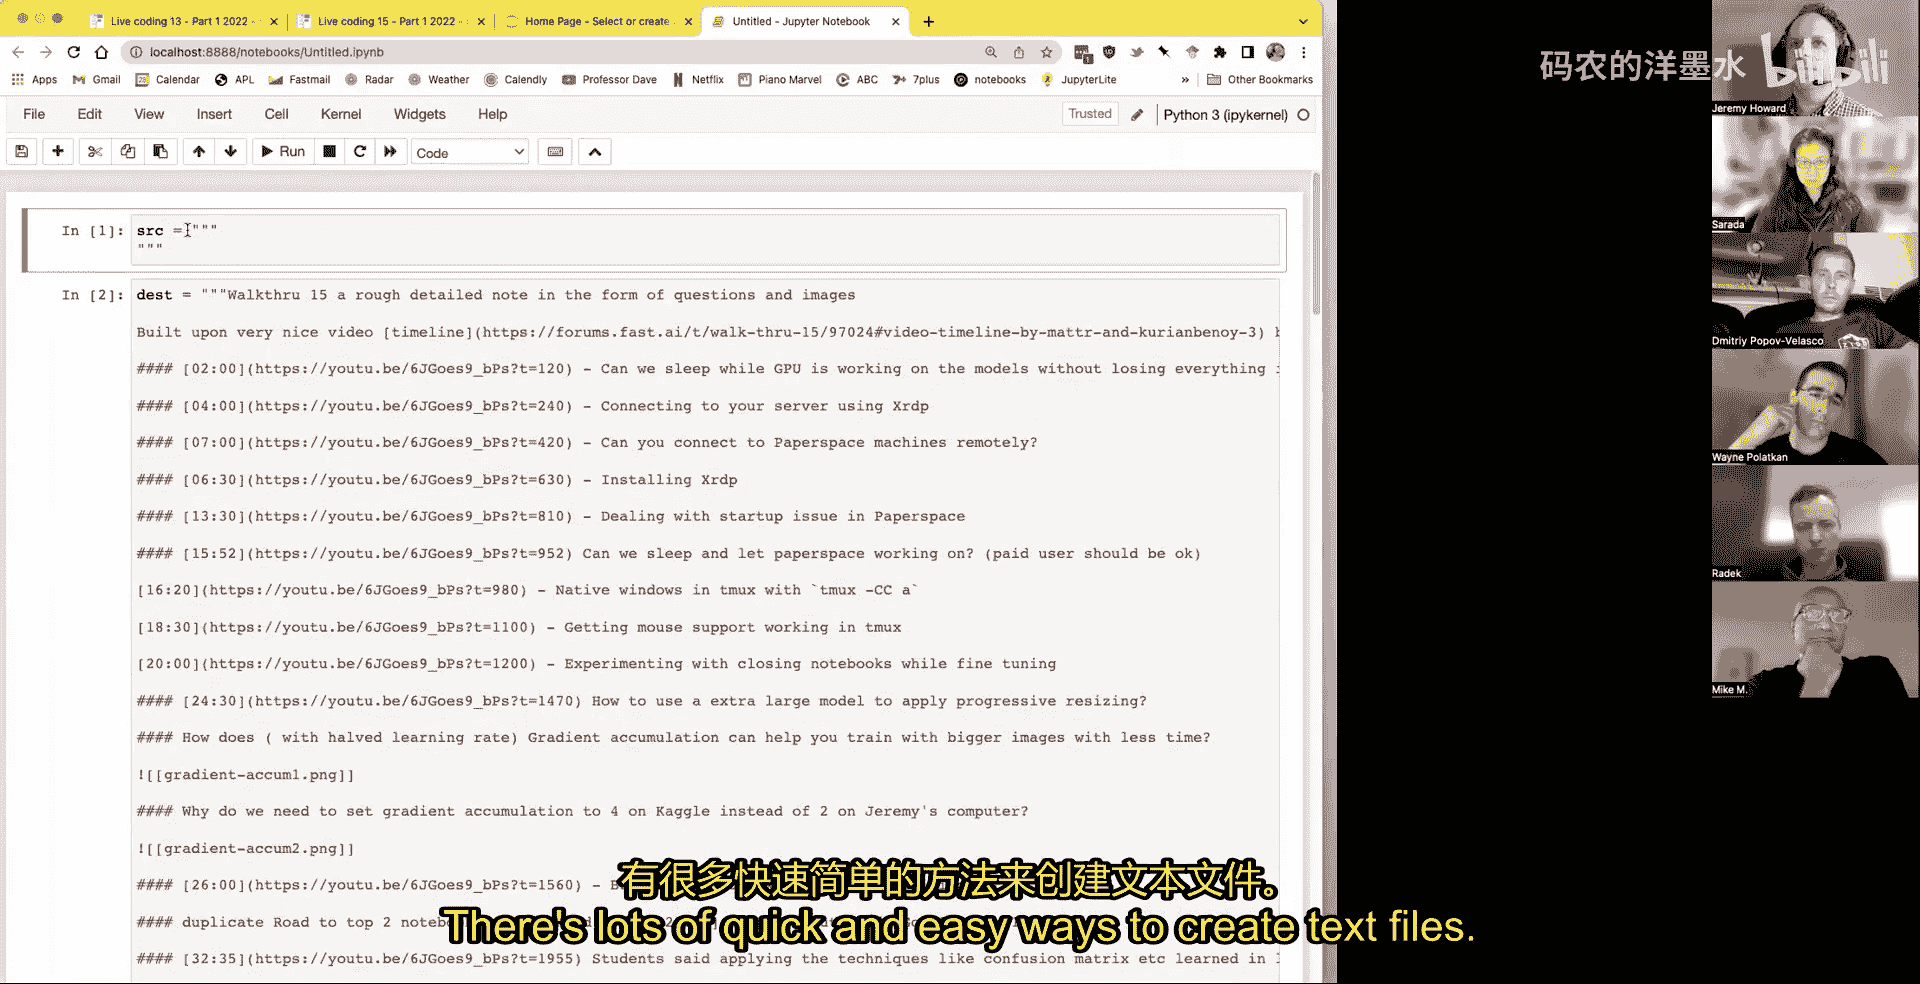 Live coding 13 - Part 1 2022 -
Live coding 15 - Part 1 2022 -
Home Page - Select or create
Untitled - Jupyter Notebook
localhost:8888/notebooks/Untitled.ipynb
Apps Gmail Calendar APL Fastmail Radar Weather Calendly Professor Dave Netflix Piano Marvel ABC 7plus notebooks JupyterLite » Other Bookmarks
File Edit View Insert Cell Kernel Widgets Help Trusted Python 3 (ipykernel)
Run Code
In [1]: src ="""
"""
In [2]: dest = """Walkthru 15 a rough detailed note in the form of questions and images
Built upon very nice video [timeline](https://forums.fast.ai/t/walk-thru-15/97024#video-timeline-by-mattr-and-kurianbenoy-3)
#### [02:00](https://youtu.be/6JGoes9_bPs?t=120) - Can we sleep while GPU is working on the models without losing everything
#### [04:00](https://youtu.be/6JGoes9_bPs?t=240) - Connecting to your server using Xrdp
#### [07:00](https://youtu.be/6JGoes9_bPs?t=420) - Can you connect to Paperspace machines remotely?
#### [06:30](https://youtu.be/6JGoes9_bPs?t=630) - Installing Xrdp
#### [13:30](https://youtu.be/6JGoes9_bPs?t=810) - Dealing with startup issue in Paperspace
#### [15:52](https://youtu.be/6JGoes9_bPs?t=952) Can we sleep and let paperspace working on? (paid user should be ok)
[16:20](https://youtu.be/6JGoes9_bPs?t=980) - Native windows in tmux with `tmux -CC a`
[18:30](https://youtu.be/6JGoes9_bPs?t=1100) - Getting mouse support working in tmux
[20:00](https://youtu.be/6JGoes9_bPs?t=1200) - Experimenting with closing notebooks while fine tuning
#### [24:30](https://youtu.be/6JGoes9_bPs?t=1470) How to use a extra large model to apply progressive resizing?
#### How does ( with halved learning rate) Gradient accumulation can help you train with bigger images with less time?
![[gradient-accum1.png]]
#### Why do we need to set gradient accumulation to 4 on Kaggle instead of 2 on Jeremy's computer?
![[gradient-accum2.png]]
#### [26:00](https://youtu.be/6JGoes9_bPs?t=1560) -
#### duplicate Road to top 2
#### [32:35](https://youtu.be/6JGoes9_bPs?t=1955) Students said applying the techniques like confusion matrix etc learned in
有很多快速简单的方法来创建文本文件。
There's lots of quick and easy ways to create text files.
码农的洋墨水
bilibili
Jeremy Howard
Sarada
Dmitriy Popov-Velasco
Wayne Polatkan
Radek
Mike M.